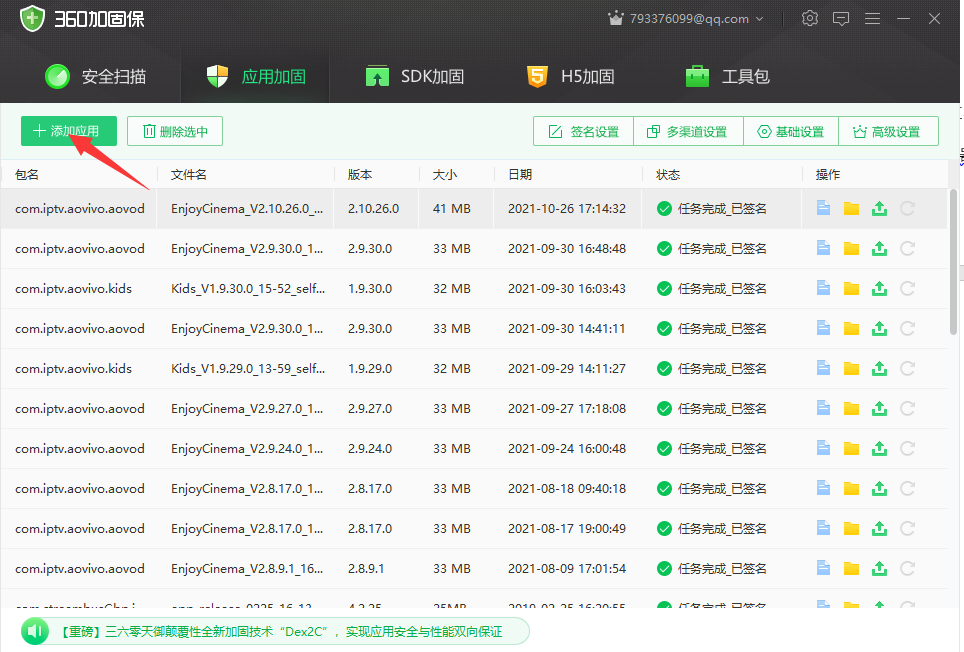 360加固保
793376099@qq.com
安全扫描 应用加固 SDK加固 H5加固 工具包
添加应用 删除选中 签名设置 多渠道设置 基础设置 高级设置
包名 文件名 版本 大小 日期 状态 操作
com.iptv.aovivo.aovod EnjoyCinema_V2.10.26.0_... 2.10.26.0 41 MB 2021-10-26 17:14:32 任务完成_已签名
com.iptv.aovivo.aovod EnjoyCinema_V2.9.30.0_1... 2.9.30.0 33 MB 2021-09-30 16:48:48 任务完成_已签名
com.iptv.aovivo.kids Kids_V1.9.30.0_15-52_self... 1.9.30.0 32 MB 2021-09-30 16:03:43 任务完成_已签名
com.iptv.aovivo.aovod EnjoyCinema_V2.9.30.0_1... 2.9.30.0 33 MB 2021-09-30 14:41:11 任务完成_已签名
com.iptv.aovivo.kids Kids_V1.9.29.0_13-59_self... 1.9.29.0 32 MB 2021-09-29 14:11:27 任务完成_已签名
com.iptv.aovivo.aovod EnjoyCinema_V2.9.27.0_1... 2.9.27.0 33 MB 2021-09-27 17:18:08 任务完成_已签名
com.iptv.aovivo.aovod EnjoyCinema_V2.9.24.0_1... 2.9.24.0 33 MB 2021-09-24 16:00:48 任务完成_已签名
com.iptv.aovivo.aovod EnjoyCinema_V2.8.17.0_1... 2.8.17.0 33 MB 2021-08-18 09:40:18 任务完成_已签名
com.iptv.aovivo.aovod EnjoyCinema_V2.8.17.0_1... 2.8.17.0 33 MB 2021-08-17 19:00:49 任务完成_已签名
com.iptv.aovivo.aovod EnjoyCinema_V2.8.9.1_16... 2.8.9.1 33 MB 2021-08-09 17:01:54 任务完成_已签名
任务完成_已签名
【重磅】三六零天御颠覆性全新加固技术“Dex2C”，实现应用安全与性能双向保证